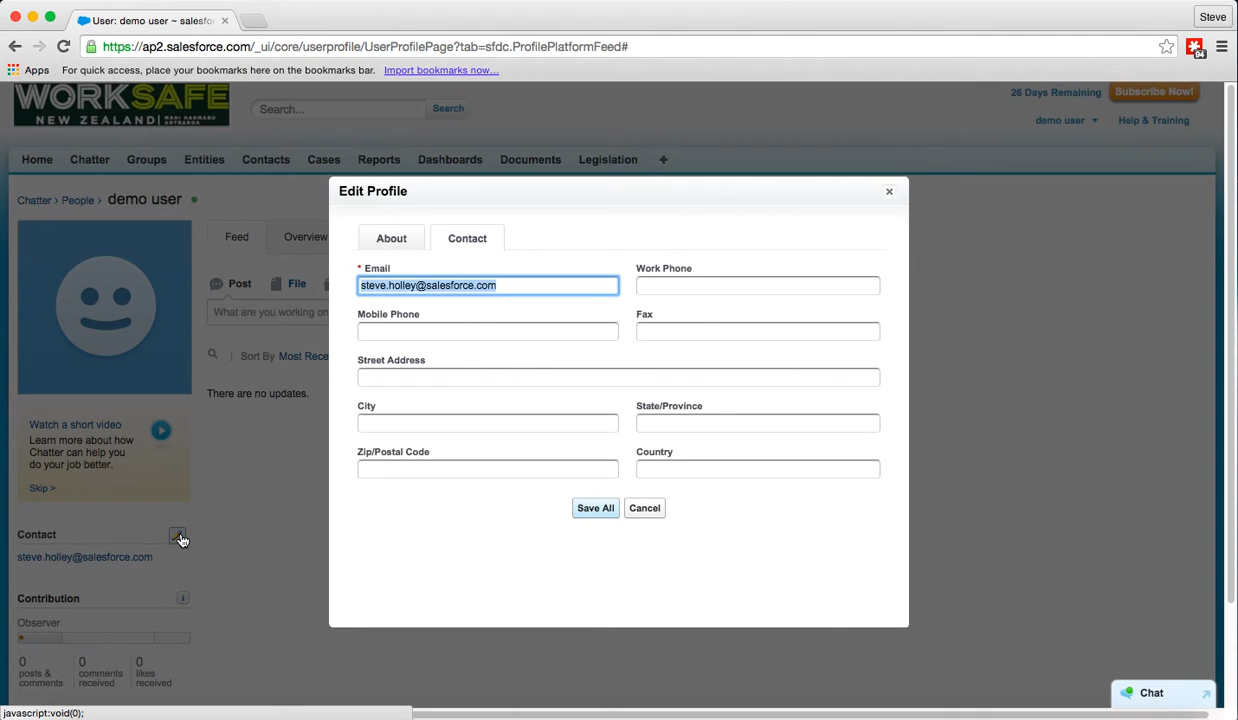 User: demo user ~ salesfor
Steve
https://ap2.salesforce.com/_ui/core/userprofile/UserProfilePage?tab=sfdc.ProfilePlatformFeed#
94
Apps For quick access, place your bookmarks here on the bookmarks bar. Import bookmarks now...
WORKSAFE
NEW ZEALAND | MAHI HAUMARU AOTEAROA
Search... Search
26 Days Remaining Subscribe Now!
demo user Help & Training
Home Chatter Groups Entities Contacts Cases Reports Dashboards Documents Legislation +
Chatter > People > demo user
Feed Overview
Post File
What are you working on
Sort By Most Rece
There are no updates.
Watch a short video
Learn more about how
Chatter can help you
do your job better.
Skip >
Contact
steve.holley@salesforce.com
Contribution
Observer
0 0 0
posts & comments likes
comments received received
Edit Profile
About Contact
* Email Work Phone
steve.holley@salesforce.com
Mobile Phone Fax
Street Address
City State/Province
Zip/Postal Code Country
Save All Cancel
Chat
javascript:void(0);